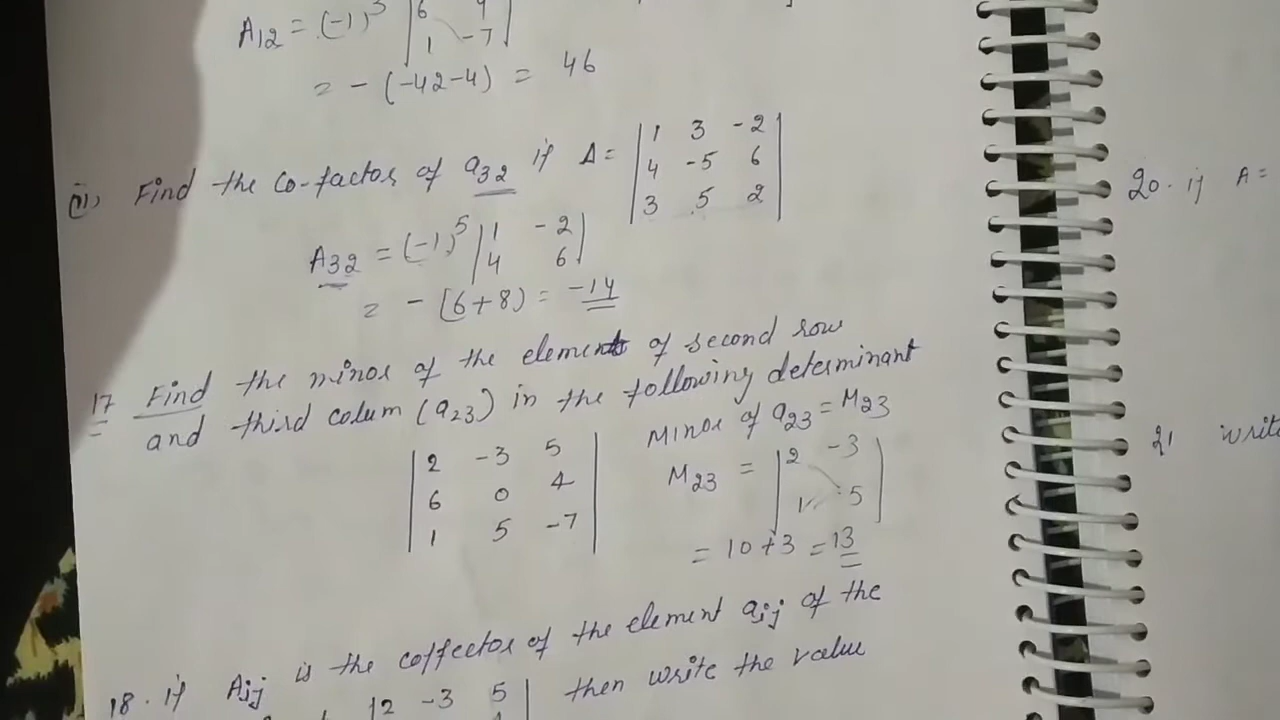 A12 = (-1)^3 | 6 4 |
| 1 -7 |
= - (-42-4) = 46
(ii) Find the Co-factor of a32 if A = | 1 3 -2 |
| 4 -5 6 |
| 3 5 2 |
A32 = (-1)^5 | 1 -2 |
| 4 6 |
= - (6+8) = -14
17 Find the minor of the elements of second row
and third colum (a23) in the following determinant
| 2 -3 5 |
| 6 0 4 |
| 1 5 -7 |
Minor of a23 = M23
M23 = | 2 -3 |
| 1 5 |
= 10+3 = 13
18. if Aij is the coffector of the element aij of the
| 2 -3 5 | then write the value
20. if A =
21 write